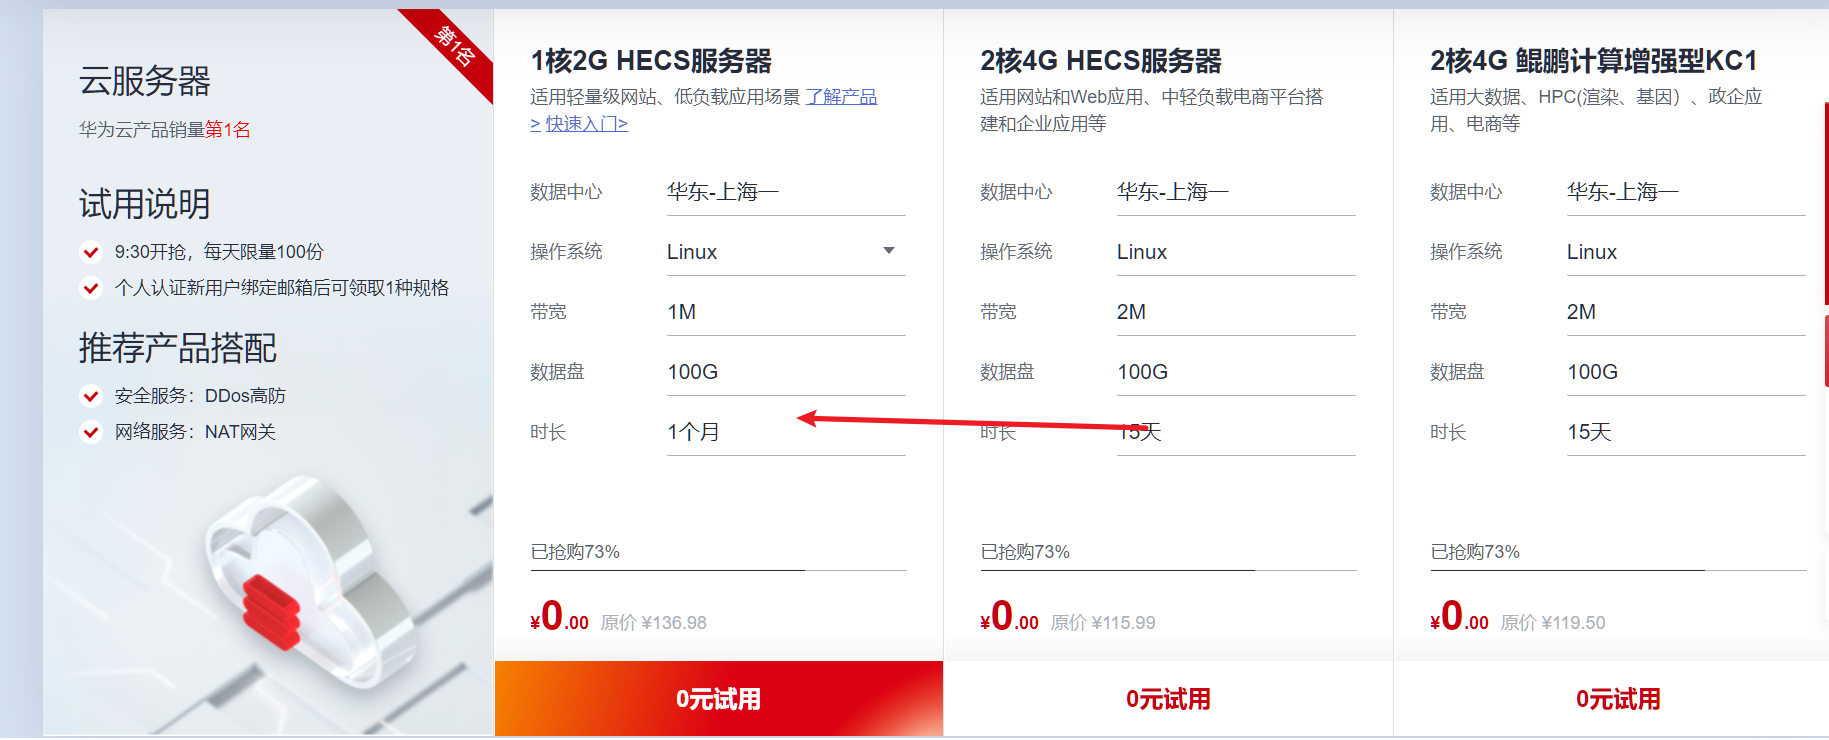 第1名
云服务器
华为云产品销量第1名
试用说明
9:30开抢，每天限量100份
个人认证新用户绑定邮箱后可领取1种规格
推荐产品搭配
安全服务：DDos高防
网络服务：NAT网关
1核2G HECS服务器
适用轻量级网站、低负载应用场景 了解产品
> 快速入门>
数据中心 华东-上海一
操作系统 Linux
带宽 1M
数据盘 100G
时长 1个月
已抢购73%
¥0.00 原价 ¥136.98
0元试用
2核4G HECS服务器
适用网站和Web应用、中轻负载电商平台搭
建和企业应用等
数据中心 华东-上海一
操作系统 Linux
带宽 2M
数据盘 100G
时长 15天
已抢购73%
¥0.00 原价 ¥115.99
0元试用
2核4G 鲲鹏计算增强型KC1
适用大数据、HPC(渲染、基因）、政企应
用、电商等
数据中心 华东-上海一
操作系统 Linux
带宽 2M
数据盘 100G
时长 15天
已抢购73%
¥0.00 原价 ¥119.50
0元试用